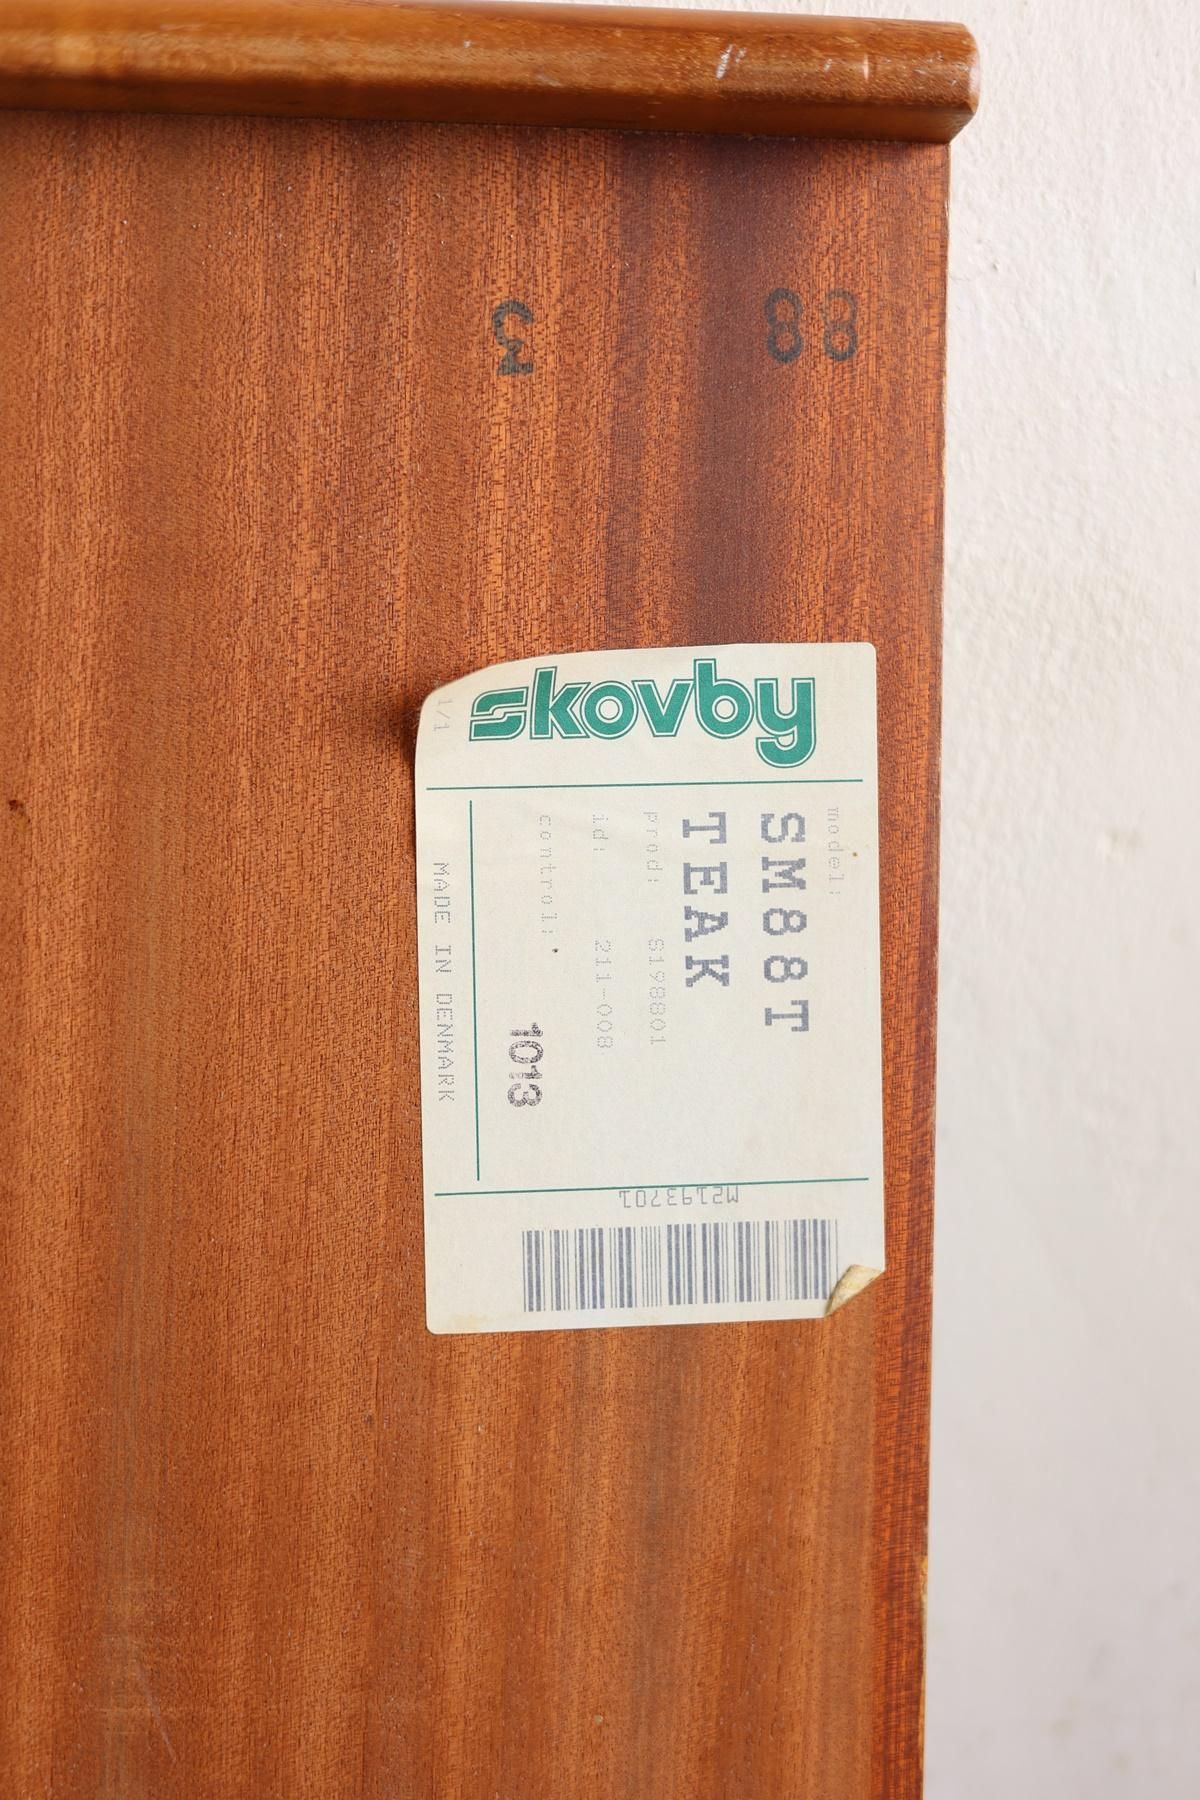 88
3
skovby
model:
SM88T
TEAK
prod: S198801
id: 211-008
control:
1013
MADE IN DENMARK
1/1
M2193701